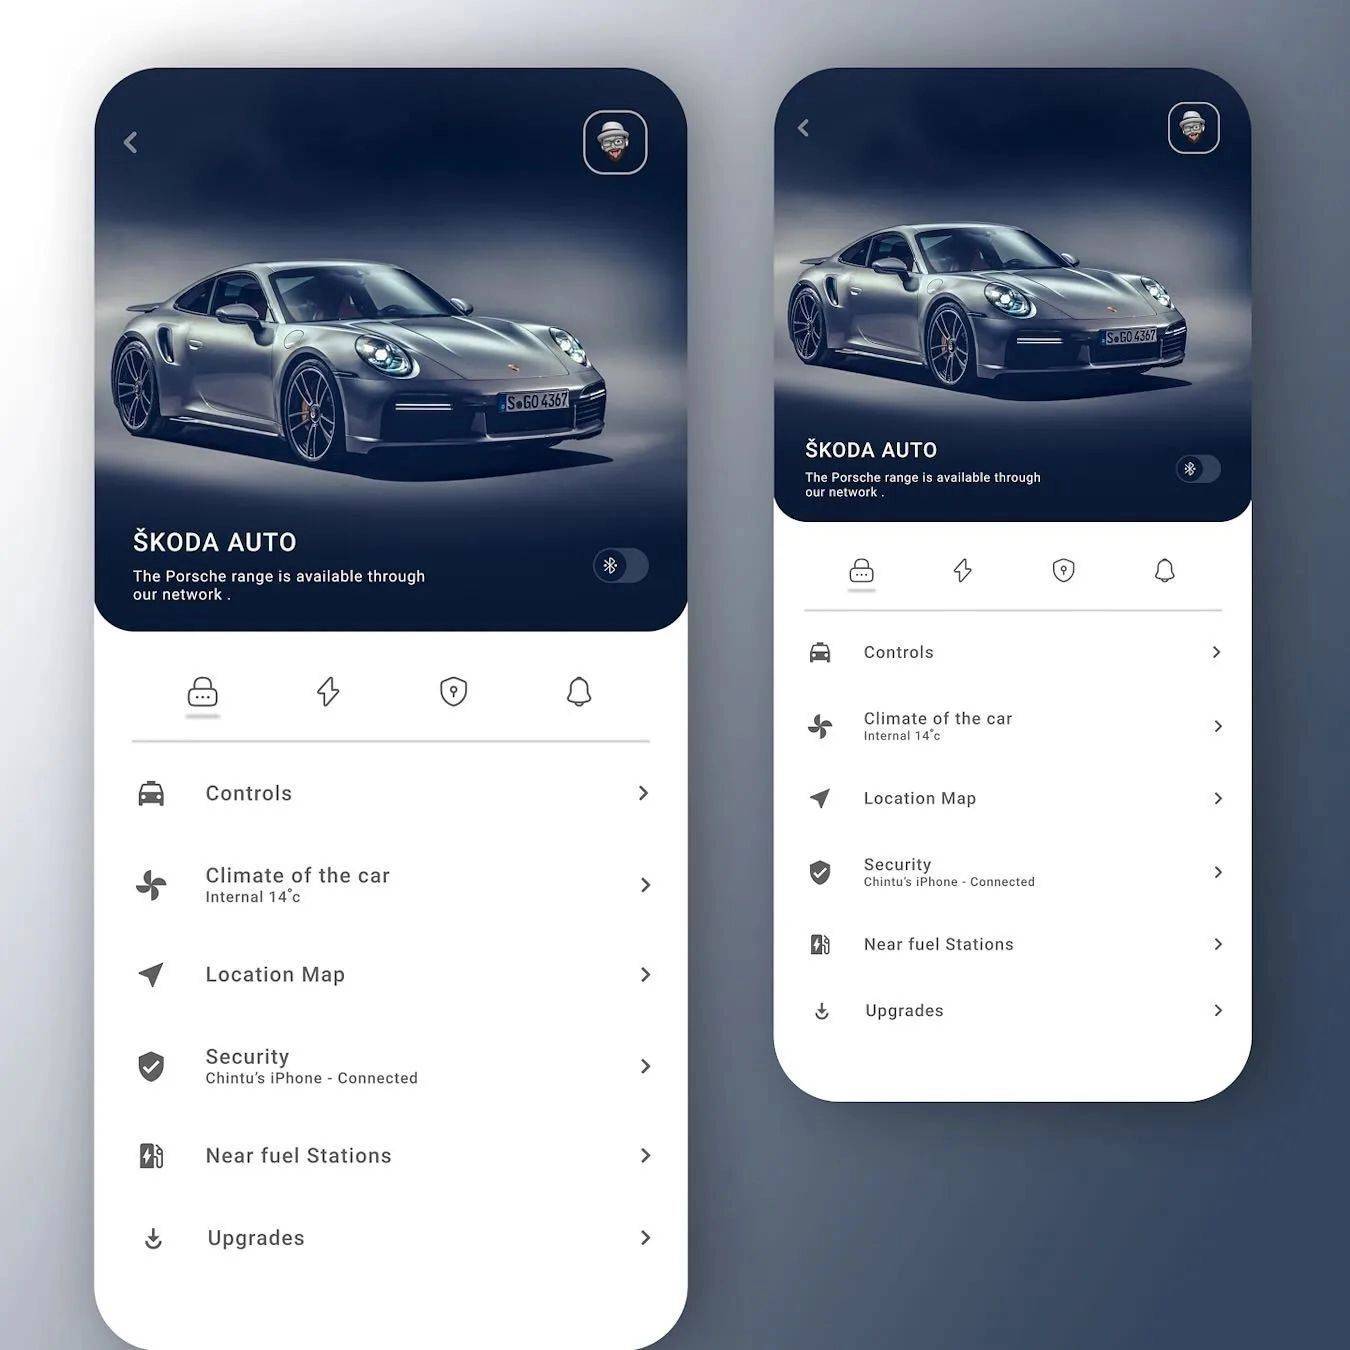 S GO 4367
ŠKODA AUTO
The Porsche range is available through
our network .
Controls
Climate of the car
Internal 14°c
Location Map
Security
Chintu's iPhone - Connected
Near fuel Stations
Upgrades
S GO 4367
ŠKODA AUTO
The Porsche range is available through
our network .
Controls
Climate of the car
Internal 14°c
Location Map
Security
Chintu's iPhone - Connected
Near fuel Stations
Upgrades